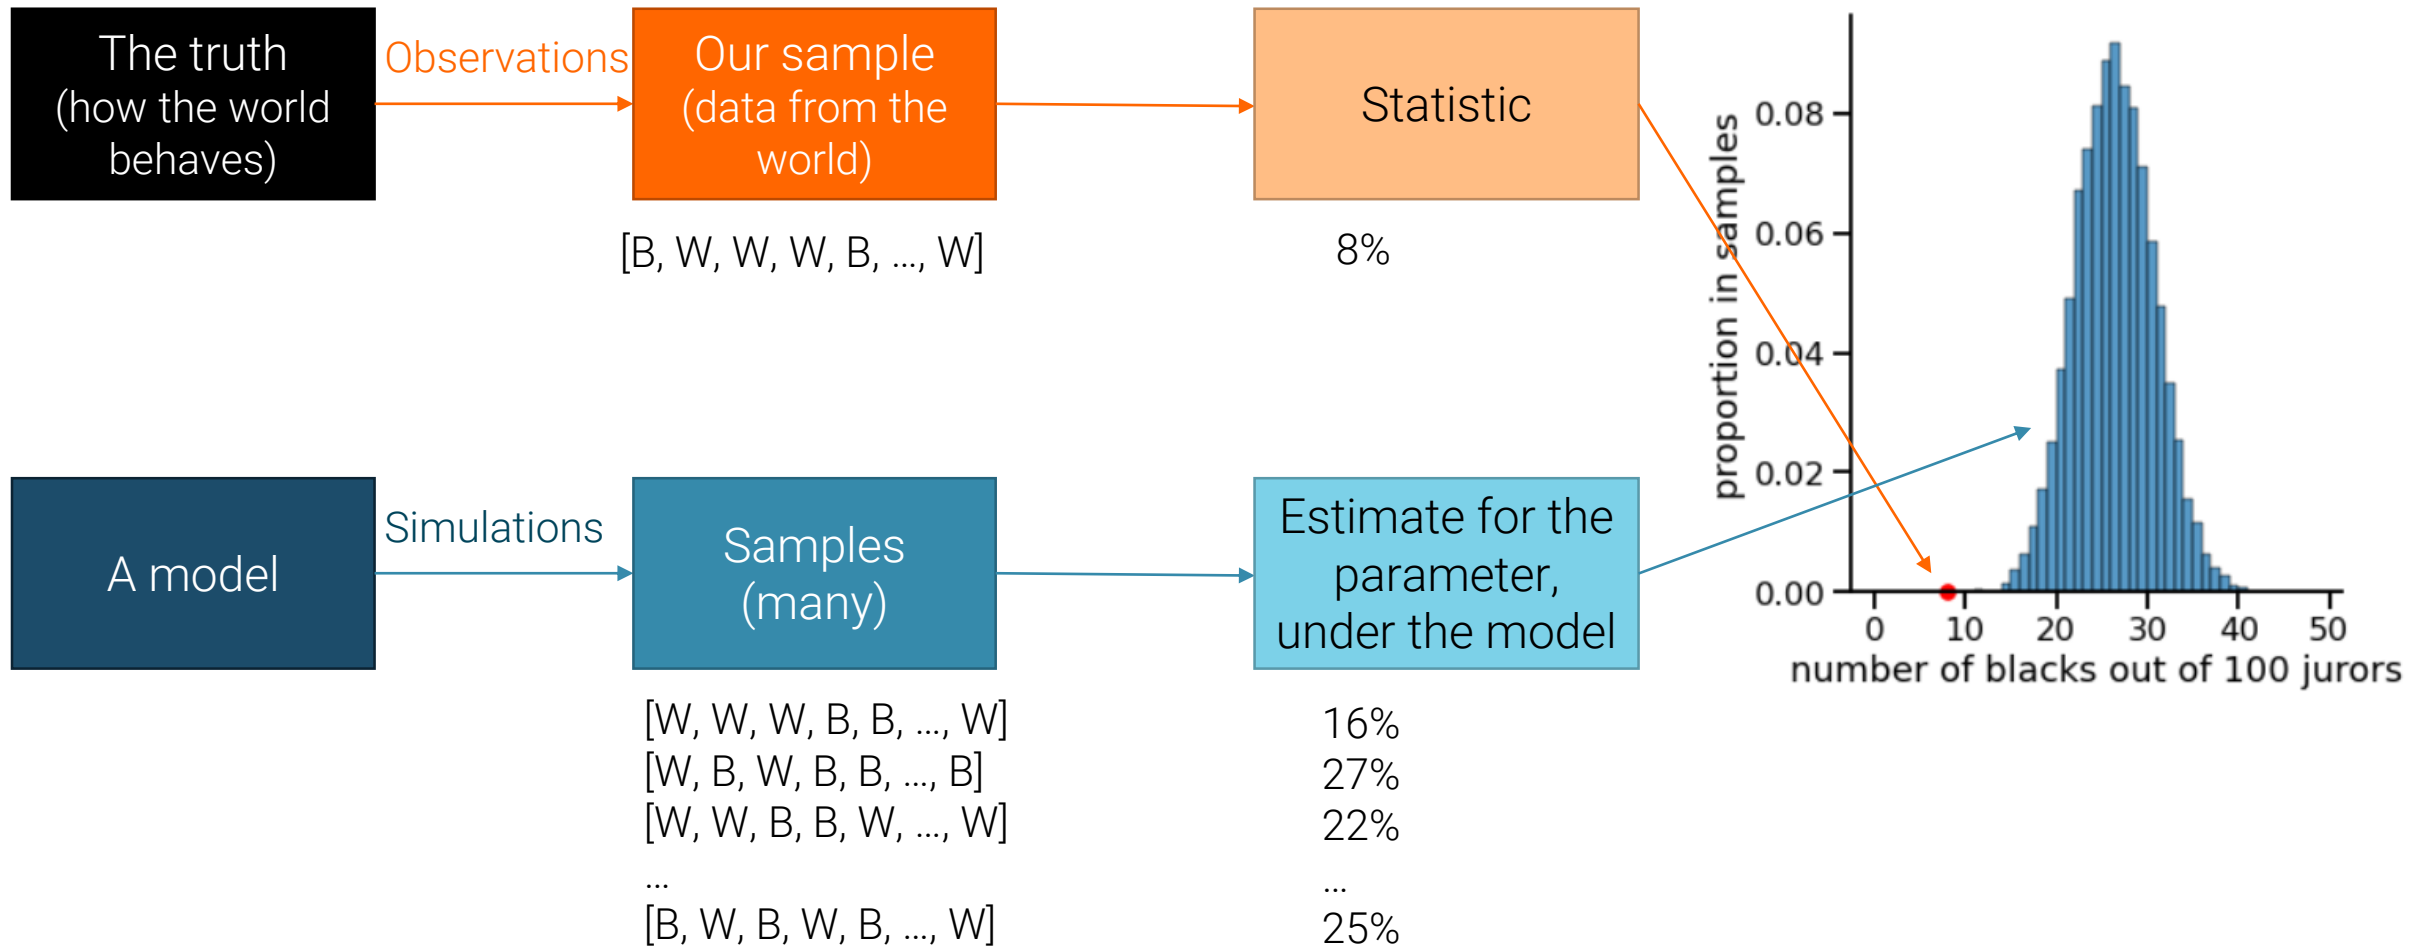 The truth
(how the world
behaves)
Observations
Our sample
(data from the
world)
Statistic
[B, W, W, W, B, ..., W]
8%
A model
Simulations
Samples
(many)
Estimate for the
parameter,
under the model
[W, W, W, B, B, ..., W]
[W, B, W, B, B, ..., B]
[W, W, B, B, W, ..., W]
...
[B, W, B, W, B, ..., W]
16%
27%
22%
...
25%
proportion in samples
0.08
0.06
0.04
0.02
0.00
0 10 20 30 40 50
number of blacks out of 100 jurors